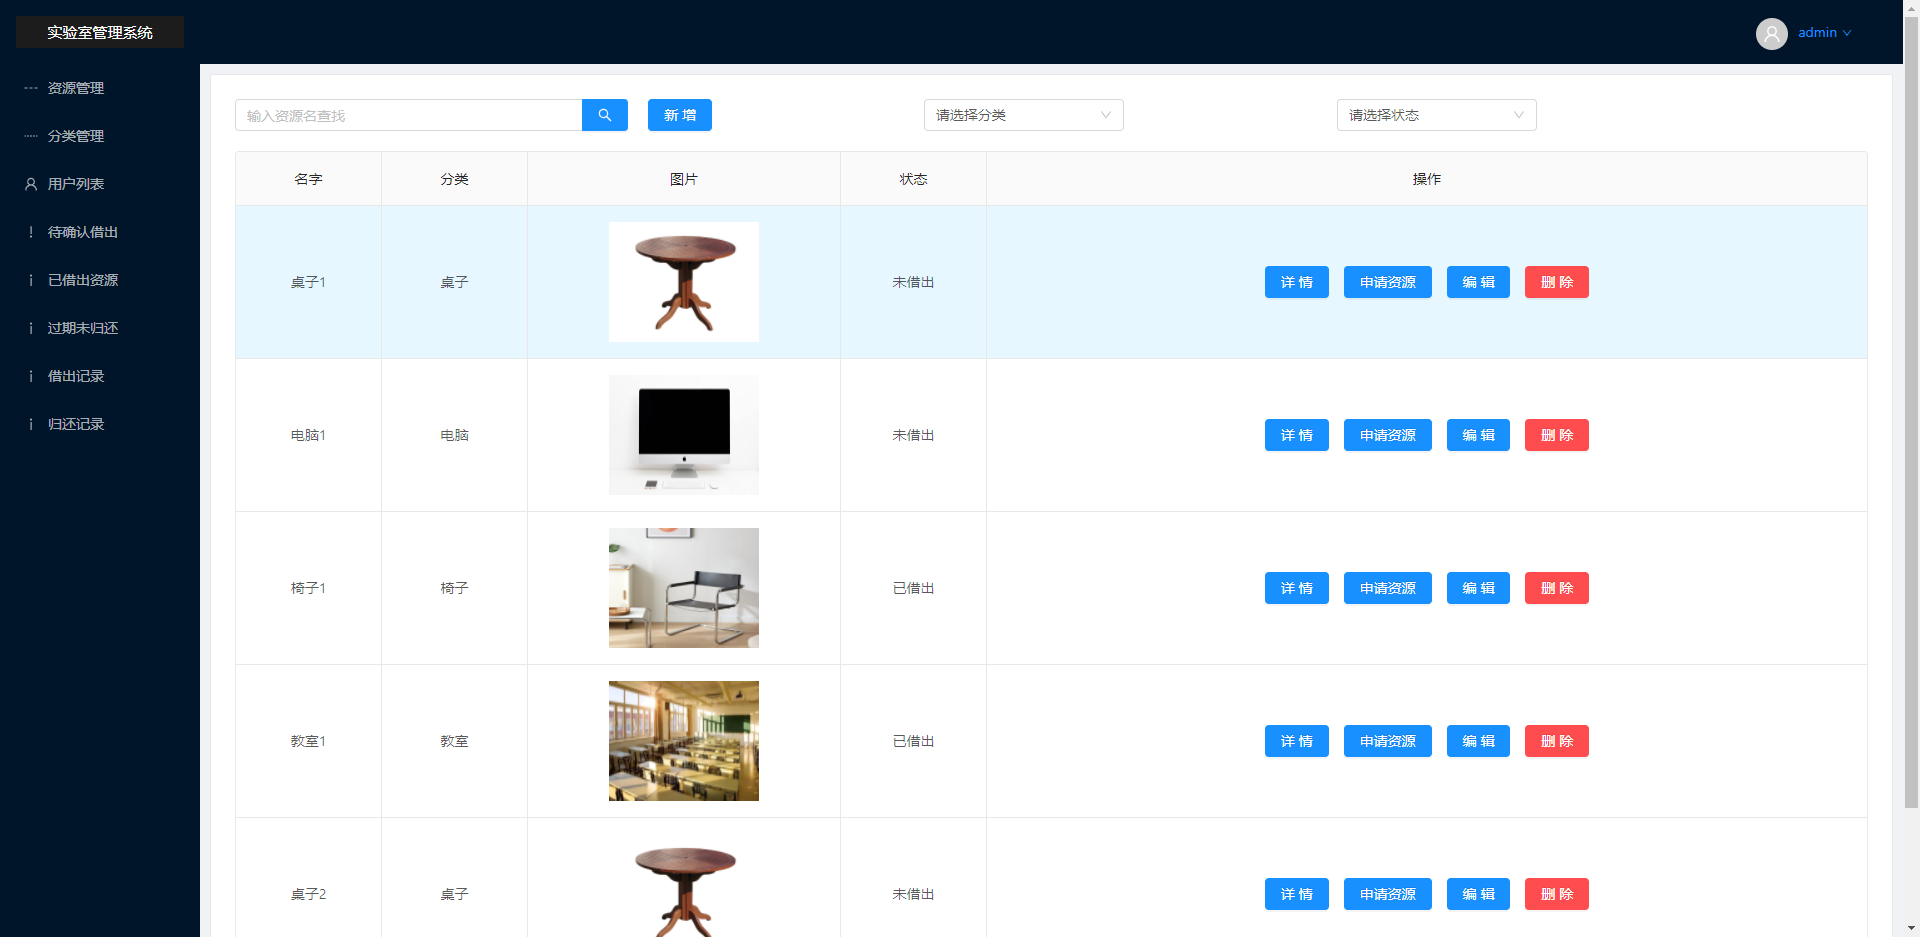 实验室管理系统
admin
资源管理
分类管理
用户列表
待确认借出
已借出资源
过期未归还
借出记录
归还记录
输入资源名查找 新增 请选择分类 请选择状态
名字 分类 图片 状态 操作
桌子1 桌子 未借出 详情 申请资源 编辑 删除
电脑1 电脑 未借出 详情 申请资源 编辑 删除
椅子1 椅子 已借出 详情 申请资源 编辑 删除
教室1 教室 已借出 详情 申请资源 编辑 删除
桌子2 桌子 未借出 详情 申请资源 编辑 删除